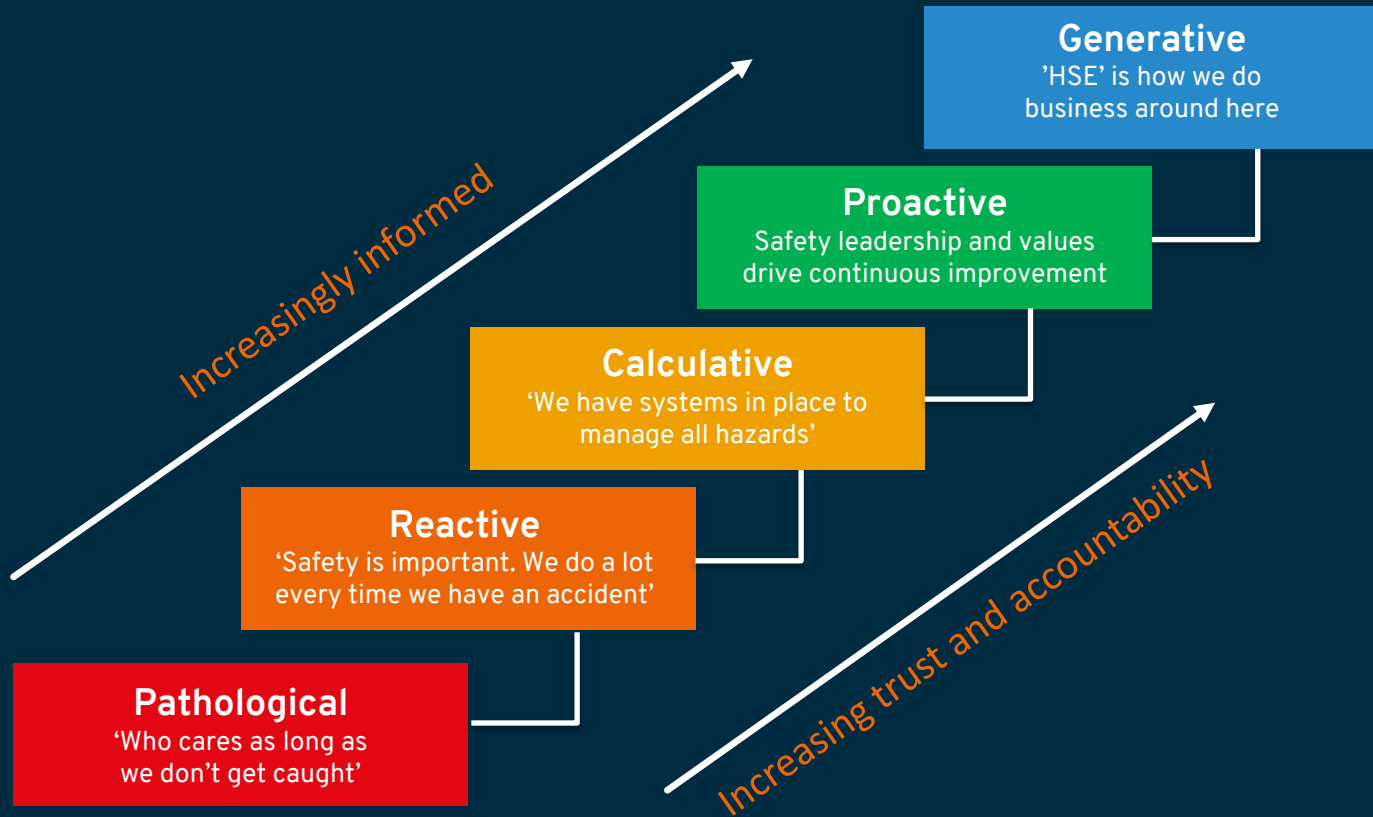 Generative
’HSE’ is how we do
business around here
Increasingly informed
Proactive
Safety leadership and values
drive continuous improvement
Calculative
‘We have systems in place to
manage all hazards’
Reactive
‘Safety is important. We do a lot
every time we have an accident’
Increasing trust and accountability
Pathological
‘Who cares as long as
we don’t get caught’